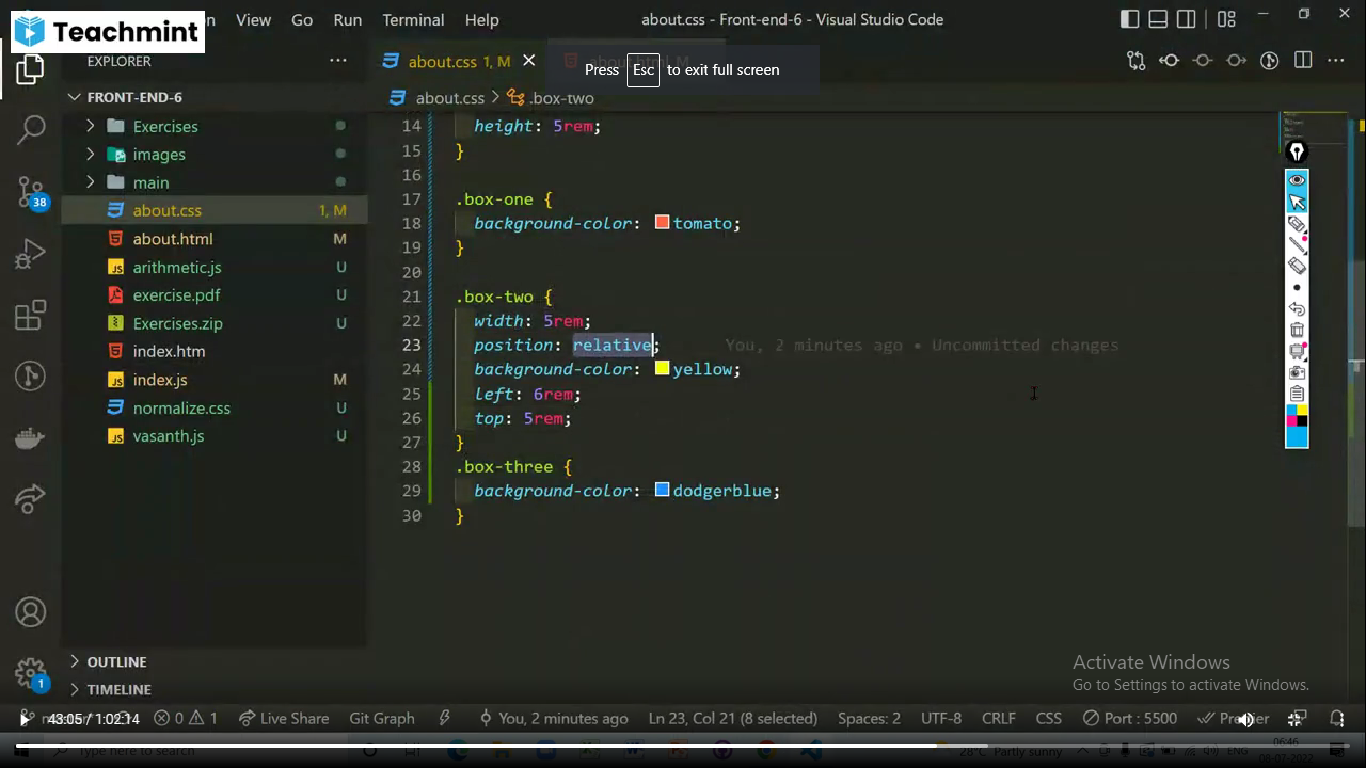 Teachmint
View Go Run Terminal Help
about.css - Front-end-6 - Visual Studio Code
EXPLORER
about.css 1, M
Press Esc to exit full screen
FRONT-END-6
about.css > .box-two
Exercises
images
main
about.css 1, M
about.html M
arithmetic.js U
exercise.pdf U
Exercises.zip U
index.htm
index.js M
normalize.css U
vasanth.js U
38
14 height: 5rem;
15 }
16
17 .box-one {
18 background-color: tomato;
19 }
20
21 .box-two {
22 width: 5rem;
23 position: relative; You, 2 minutes ago • Uncommitted changes
24 background-color: yellow;
25 left: 6rem;
26 top: 5rem;
27 }
28 .box-three {
29 background-color: dodgerblue;
30 }
OUTLINE
TIMELINE
1
Activate Windows
Go to Settings to activate Windows.
43:05 / 1:02:14
0 1 Live Share Git Graph You, 2 minutes ago Ln 23, Col 21 (8 selected) Spaces: 2 UTF-8 CRLF CSS Port : 5500
Type here to search
28°C Partly sunny ENG
06:46